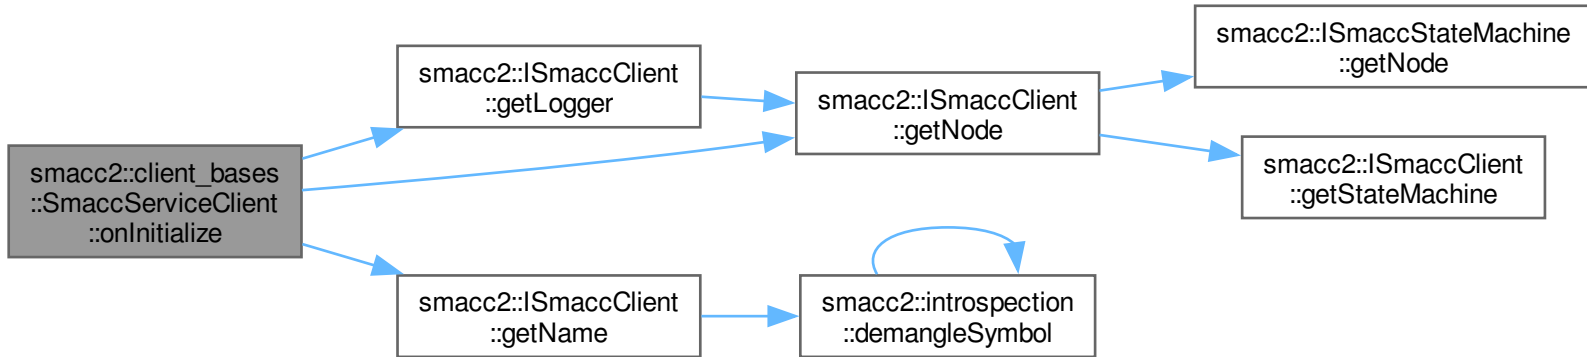 smacc2::client_bases
::SmaccServiceClient
::onInitialize
smacc2::ISmaccClient
::getLogger
smacc2::ISmaccClient
::getName
smacc2::ISmaccClient
::getNode
smacc2::introspection
::demangleSymbol
smacc2::ISmaccStateMachine
::getNode
smacc2::ISmaccClient
::getStateMachine